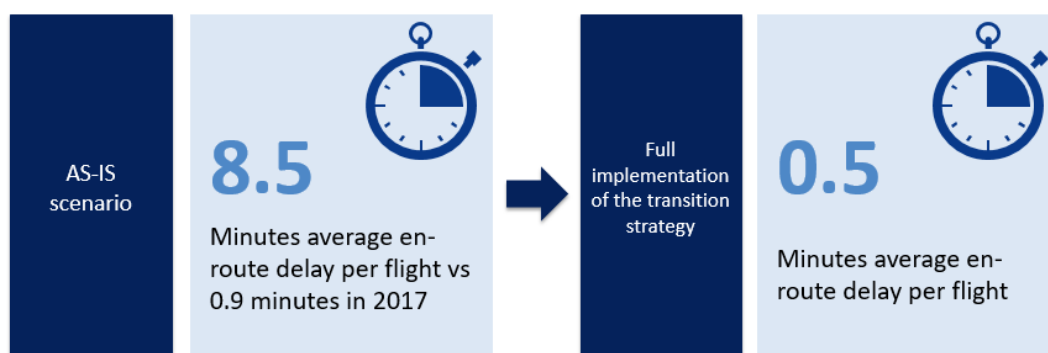 AS-IS
scenario
8.5
Minutes average en-
route delay per flight vs
0.9 minutes in 2017
Full
implementation
of the transition
strategy
0.5
Minutes average en-
route delay per flight